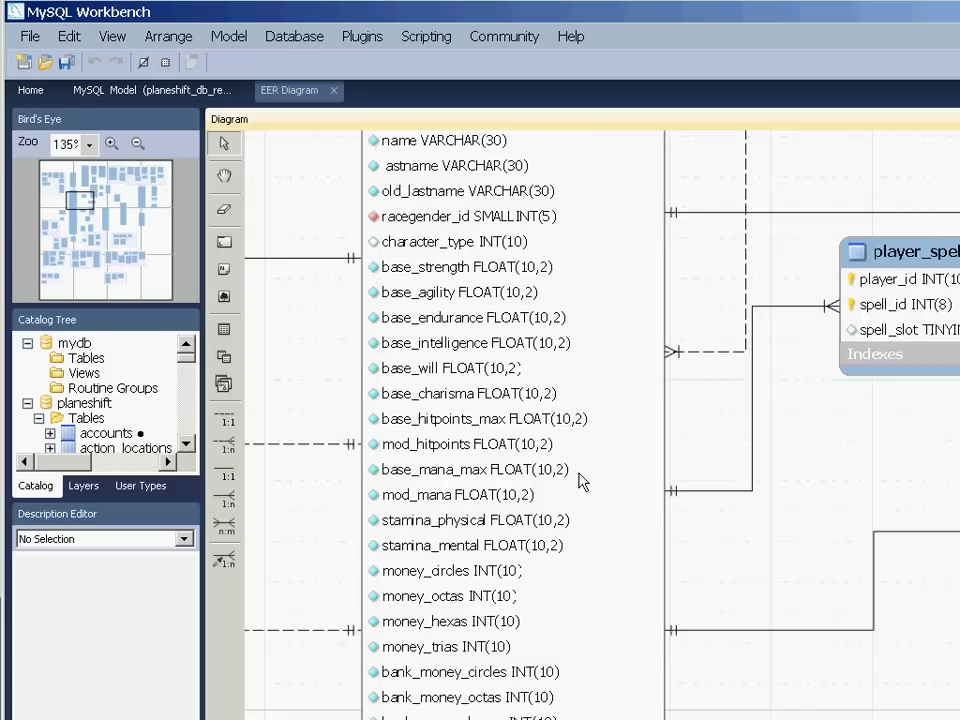 MySQL Workbench
File Edit View Arrange Model Database Plugins Scripting Community Help
Home MySQL Model (planeshift_db_re... EER Diagram
Bird's Eye
Zoo 135°
Diagram
name VARCHAR(30)
astname VARCHAR(30)
old_lastname VARCHAR(30)
racegender_id SMALLINT(5)
character_type INT(10)
base_strength FLOAT(10,2)
base_agility FLOAT(10,2)
base_endurance FLOAT(10,2)
base_intelligence FLOAT(10,2)
base_will FLOAT(10,2)
base_charisma FLOAT(10,2)
base_hitpoints_max FLOAT(10,2)
mod_hitpoints FLOAT(10,2)
base_mana_max FLOAT(10,2)
mod_mana FLOAT(10,2)
stamina_physical FLOAT(10,2)
stamina_mental FLOAT(10,2)
money_circles INT(10)
money_octas INT(10)
money_hexas INT(10)
money_trias INT(10)
bank_money_circles INT(10)
bank_money_octas INT(10)
player_spel
player_id INT(10
spell_id INT(8)
spell_slot TINYIN
Indexes
1:1
1:n
1:1
1:n
n:m
1:n
Catalog Tree
mydb
Tables
Views
Routine Groups
planeshift
Tables
accounts
action_locations
Catalog Layers User Types
Description Editor
No Selection